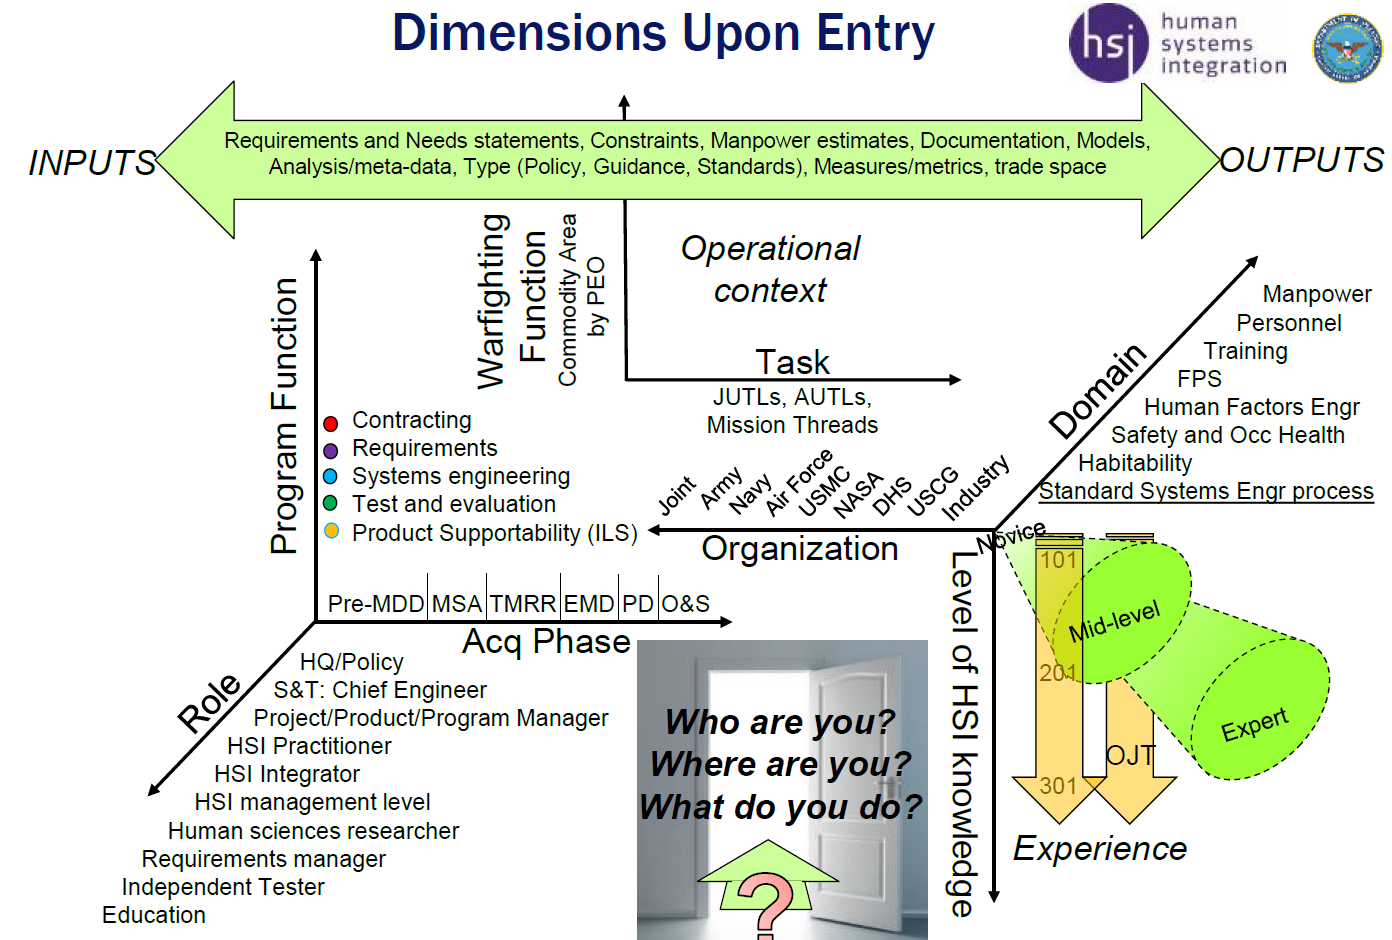 Dimensions Upon Entry
hsi
human
systems
integration
INPUTS
Requirements and Needs statements, Constraints, Manpower estimates, Documentation, Models,
Analysis/meta-data, Type (Policy, Guidance, Standards), Measures/metrics, trade space
OUTPUTS
Warfighting
Function
Commodity Area
by PEO
Operational
context
Task
JUTLs, AUTLs,
Mission Threads
Program Function
Contracting
Requirements
Systems engineering
Test and evaluation
Product Supportability (ILS)
Domain
Manpower
Personnel
Training
FPS
Human Factors Engr
Safety and Occ Health
Habitability
Standard Systems Engr process
Joint
Army
Navy
Air Force
USMC
NASA
DHS
USCG
Industry
Organization
Pre-MDD
MSA
TMRR
EMD
PD
O&S
Acq Phase
Role
HQ/Policy
S&T: Chief Engineer
Project/Product/Program Manager
HSI Practitioner
HSI Integrator
HSI management level
Human sciences researcher
Requirements manager
Independent Tester
Education
Who are you?
Where are you?
What do you do?
?
Level of HSI knowledge
Novice
101
Mid-level
201
Expert
OJT
301
Experience